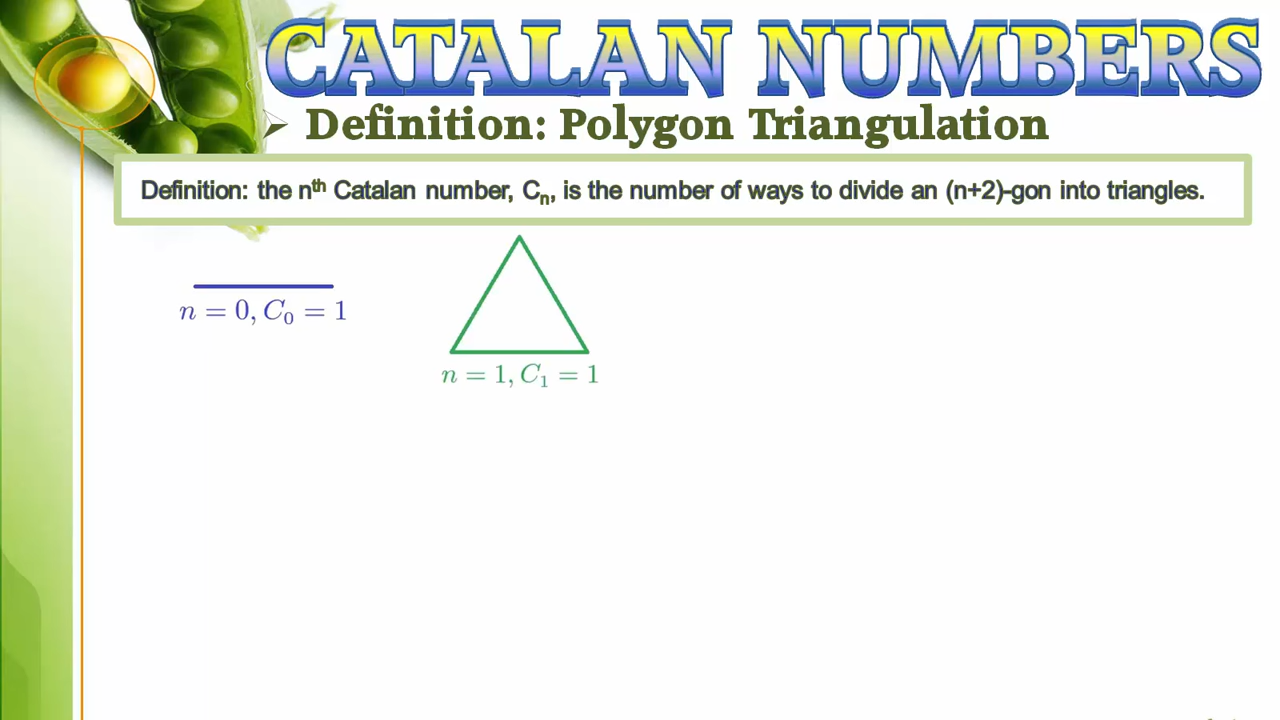 CATALAN NUMBERS
➢ Definition: Polygon Triangulation
Definition: the nᵗʰ Catalan number, Cₙ, is the number of ways to divide an (n+2)-gon into triangles.
n = 0, C₀ = 1
n = 1, C₁ = 1